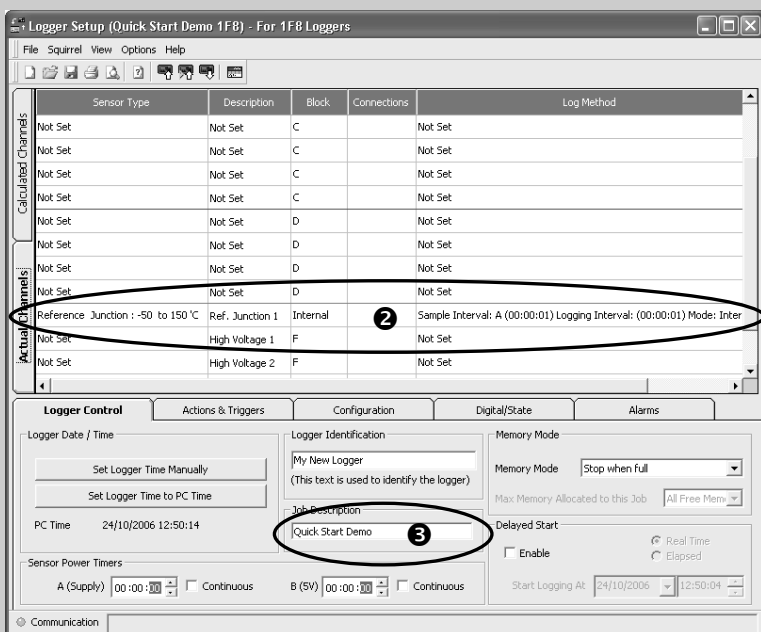 Logger Setup (Quick Start Demo 1F8) - For 1F8 Loggers
File Squirrel View Options Help
Calculated Channels
Actual Channels
Sensor Type Description Block Connections Log Method
Not Set Not Set C Not Set
Not Set Not Set C Not Set
Not Set Not Set C Not Set
Not Set Not Set C Not Set
Not Set Not Set D Not Set
Not Set Not Set D Not Set
Not Set Not Set D Not Set
Not Set Not Set D Not Set
Reference Junction : -50 to 150 'C Ref. Junction 1 Internal ❷ Sample Interval: A (00:00:01) Logging Interval: (00:00:01) Mode: Inter
Not Set High Voltage 1 F Not Set
Not Set High Voltage 2 F Not Set
Logger Control Actions & Triggers Configuration Digital/State Alarms
Logger Date / Time
Set Logger Time Manually
Set Logger Time to PC Time
PC Time 24/10/2006 12:50:14
Logger Identification
My New Logger
(This text is used to identify the logger)
Job Description
Quick Start Demo ❸
Memory Mode
Memory Mode Stop when full
Max Memory Allocated to this Job All Free Mem
Delayed Start
Enable
Real Time
Elapsed
Start Logging At 24/10/2006 12:50:04
Sensor Power Timers
A (Supply) 00:00:00 Continuous B (5V) 00:00:00 Continuous
Communication